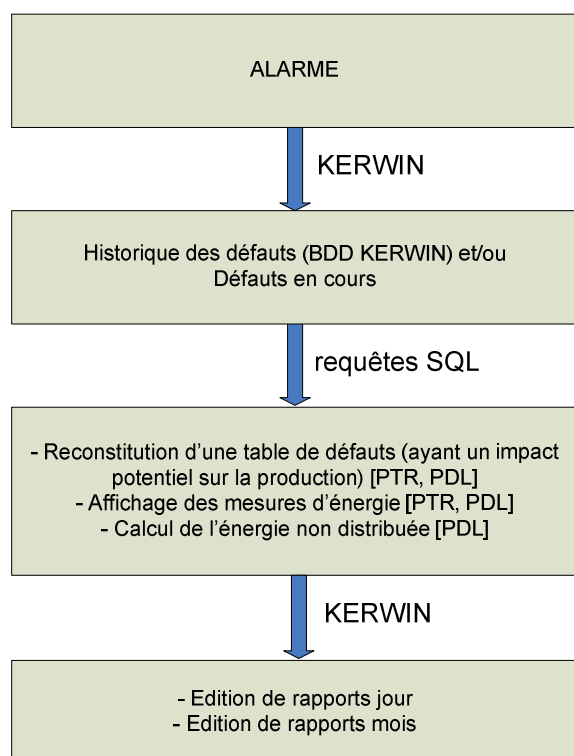 ALARME
KERWIN
Historique des défauts (BDD KERWIN) et/ou
Défauts en cours
requêtes SQL
- Reconstitution d'une table de défauts (ayant un impact
potentiel sur la production) [PTR, PDL]
- Affichage des mesures d'énergie [PTR, PDL]
- Calcul de l'énergie non distribuée [PDL]
KERWIN
- Edition de rapports jour
- Edition de rapports mois